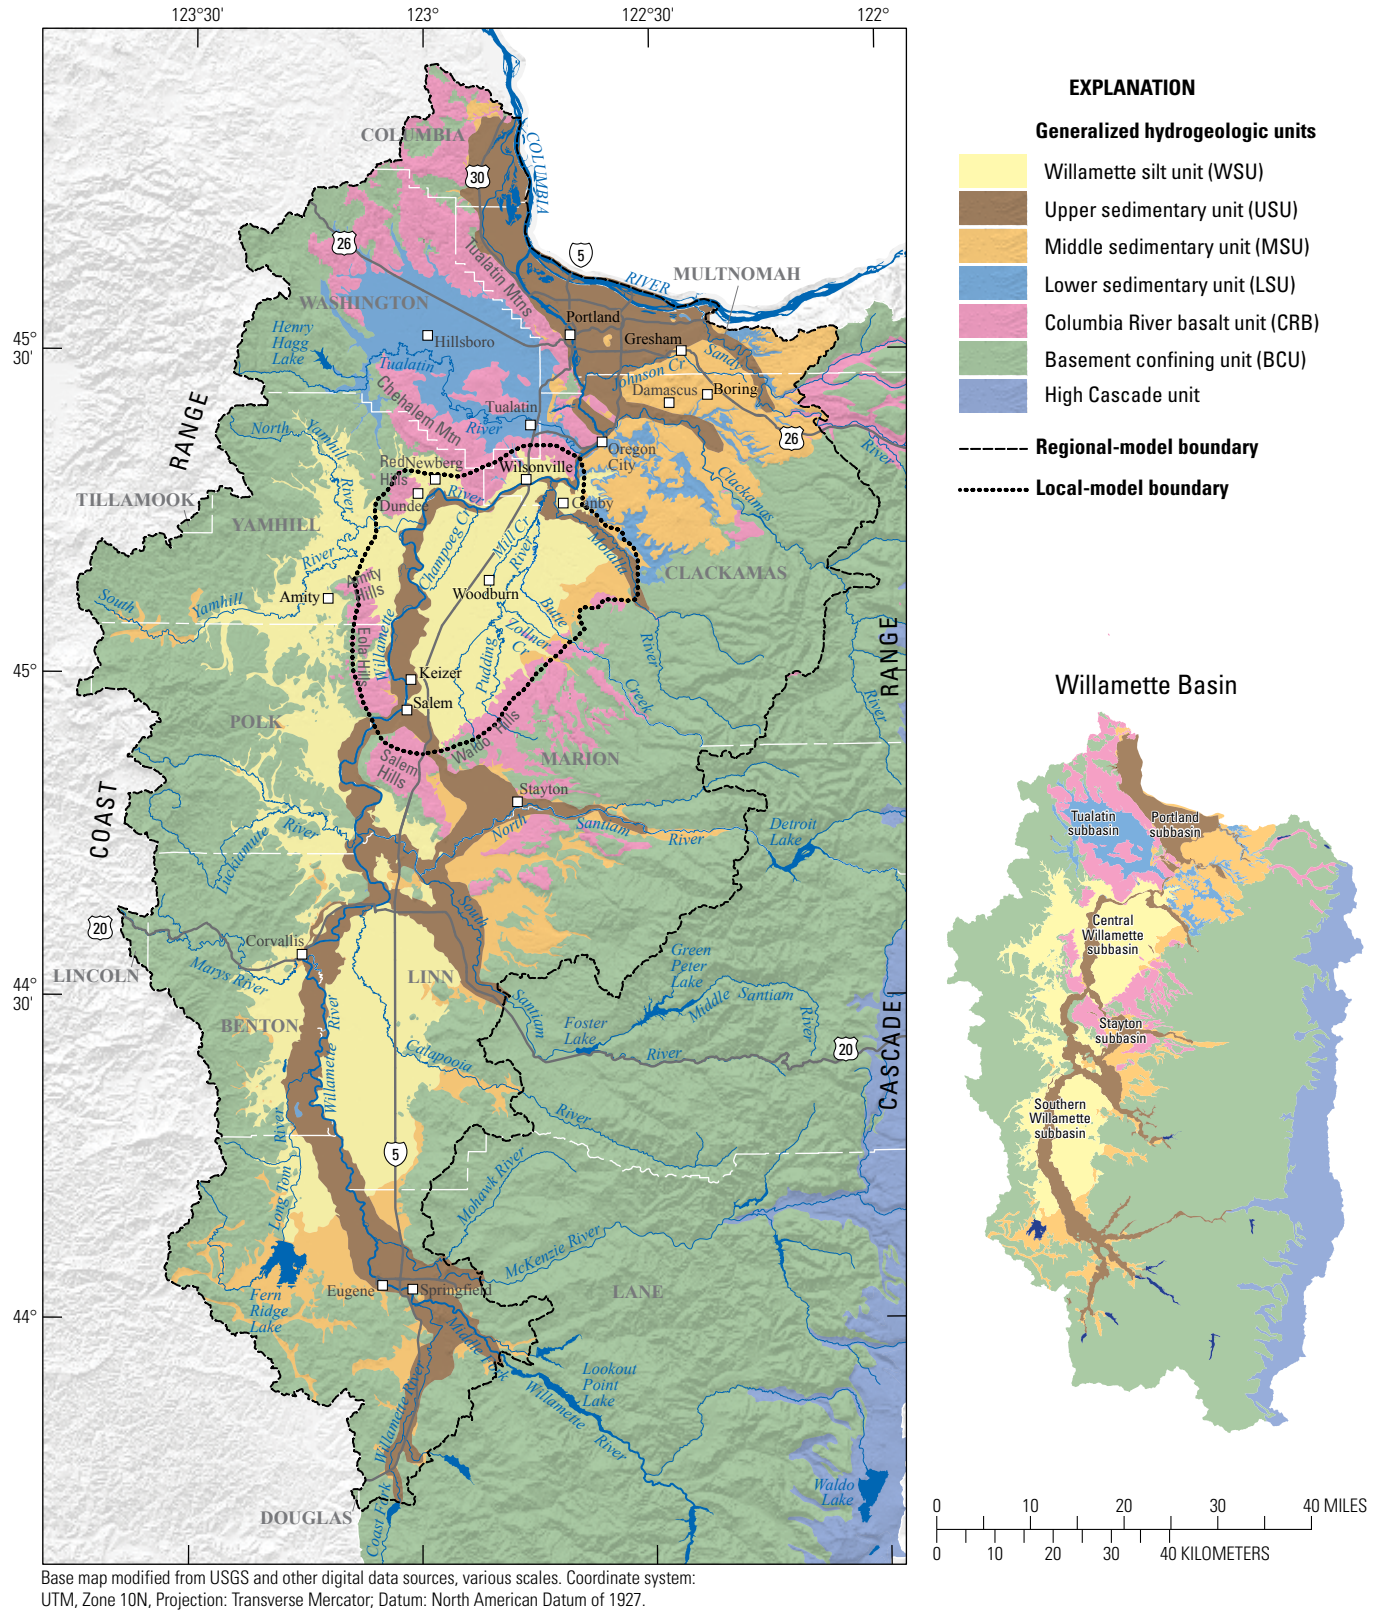 123°30'
123°
122°30'
122°
45°
30'
45°
44°
30'
44°
COLUMBIA
30
COLUMBIA
26
Tualatin Mtns
5
RIVER
MULTNOMAH
WASHINGTON
Henry
Hagg
Lake
Hillsboro
Portland
Gresham
Sandy
Tualatin
Johnson Cr
Damascus
Boring
Chehalem Mtn
Tualatin
River
26
River
North
Yamhill
River
Oregon
City
Red
Hills
Newberg
Wilsonville
Dundee
River
Canby
Clackamas
RANGE
TILLAMOOK
YAMHILL
River
Champoeg Cr
Mill Cr
River
Molalla
CLACKAMAS
Amity
Hills
Amity
Woodburn
South
Yamhill
Butte
Zollner
Cr
Eola Hills
Willamette
Pudding
River
RANGE
Keizer
Salem
Creek
River
POLK
Waldo Hills
Salem
Hills
MARION
Stayton
North
Santiam
River
Detroit
Lake
COAST
Luckiamute
River
20
South
Corvallis
Marys River
LINCOLN
LINN
Green
Peter
Lake
Middle
Santiam
River
Santiam
Foster
Lake
River
20
CASCADE
BENTON
Willamette
River
Calapooia
River
River
Long Tom
5
Mohawk River
McKenzie River
Fern
Ridge
Lake
Eugene
Springfield
LANE
Middle Fork
Willamette
River
Lookout
Point
Lake
Willamette River
Coast Fork
DOUGLAS
Waldo
Lake
Base map modified from USGS and other digital data sources, various scales. Coordinate system:
UTM, Zone 10N, Projection: Transverse Mercator; Datum: North American Datum of 1927.
EXPLANATION
Generalized hydrogeologic units
Willamette silt unit (WSU)
Upper sedimentary unit (USU)
Middle sedimentary unit (MSU)
Lower sedimentary unit (LSU)
Columbia River basalt unit (CRB)
Basement confining unit (BCU)
High Cascade unit
Regional-model boundary
Local-model boundary
Willamette Basin
Tualatin
subbasin
Portland
subbasin
Central
Willamette
subbasin
Stayton
subbasin
Southern
Willamette
subbasin
0 10 20 30 40 MILES
0 10 20 30 40 KILOMETERS